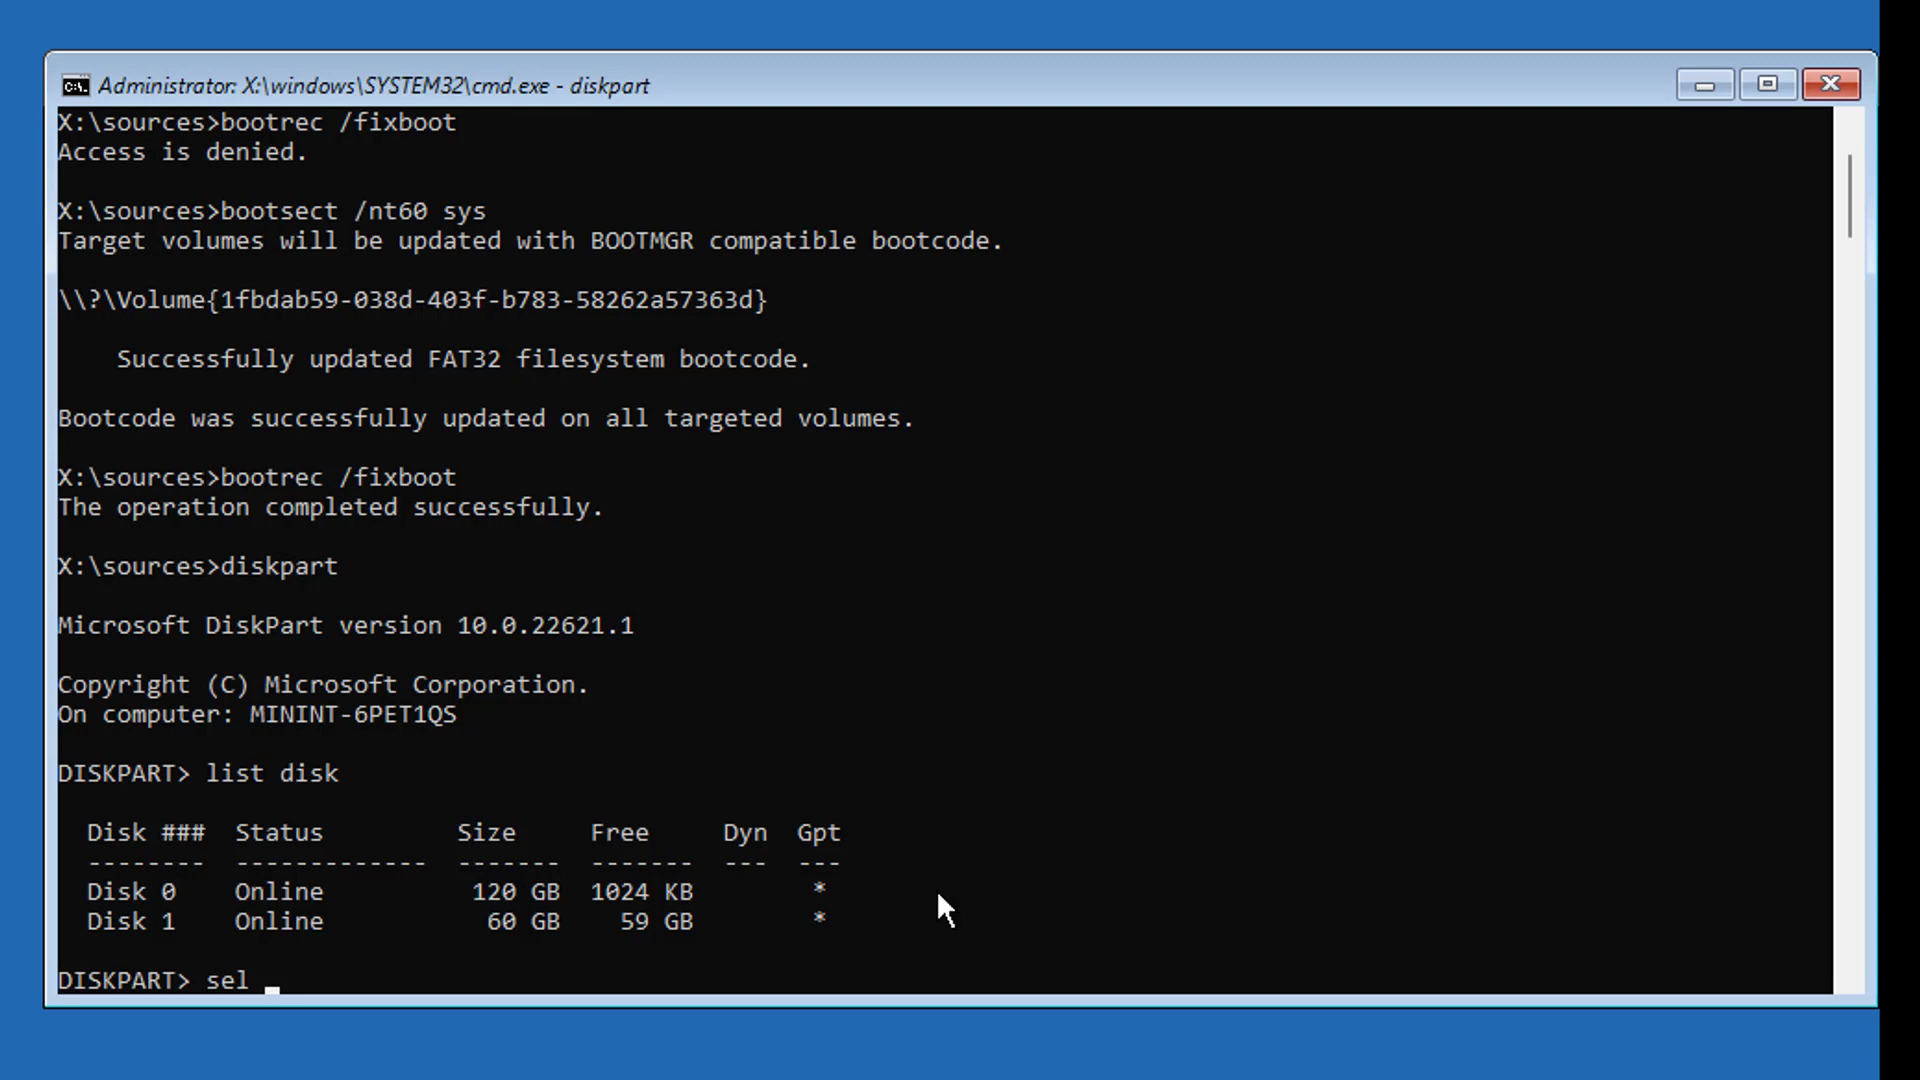 Administrator: X:\windows\SYSTEM32\cmd.exe - diskpart
X:\sources>bootrec /fixboot
Access is denied.
X:\sources>bootsect /nt60 sys
Target volumes will be updated with BOOTMGR compatible bootcode.
\\?\Volume{1fbdab59-038d-403f-b783-58262a57363d}
Successfully updated FAT32 filesystem bootcode.
Bootcode was successfully updated on all targeted volumes.
X:\sources>bootrec /fixboot
The operation completed successfully.
X:\sources>diskpart
Microsoft DiskPart version 10.0.22621.1
Copyright (C) Microsoft Corporation.
On computer: MININT-6PET1QS
DISKPART> list disk
Disk ### Status Size Free Dyn Gpt
-------- ------------- ------- ------- --- ---
Disk 0 Online 120 GB 1024 KB *
Disk 1 Online 60 GB 59 GB *
DISKPART> sel _